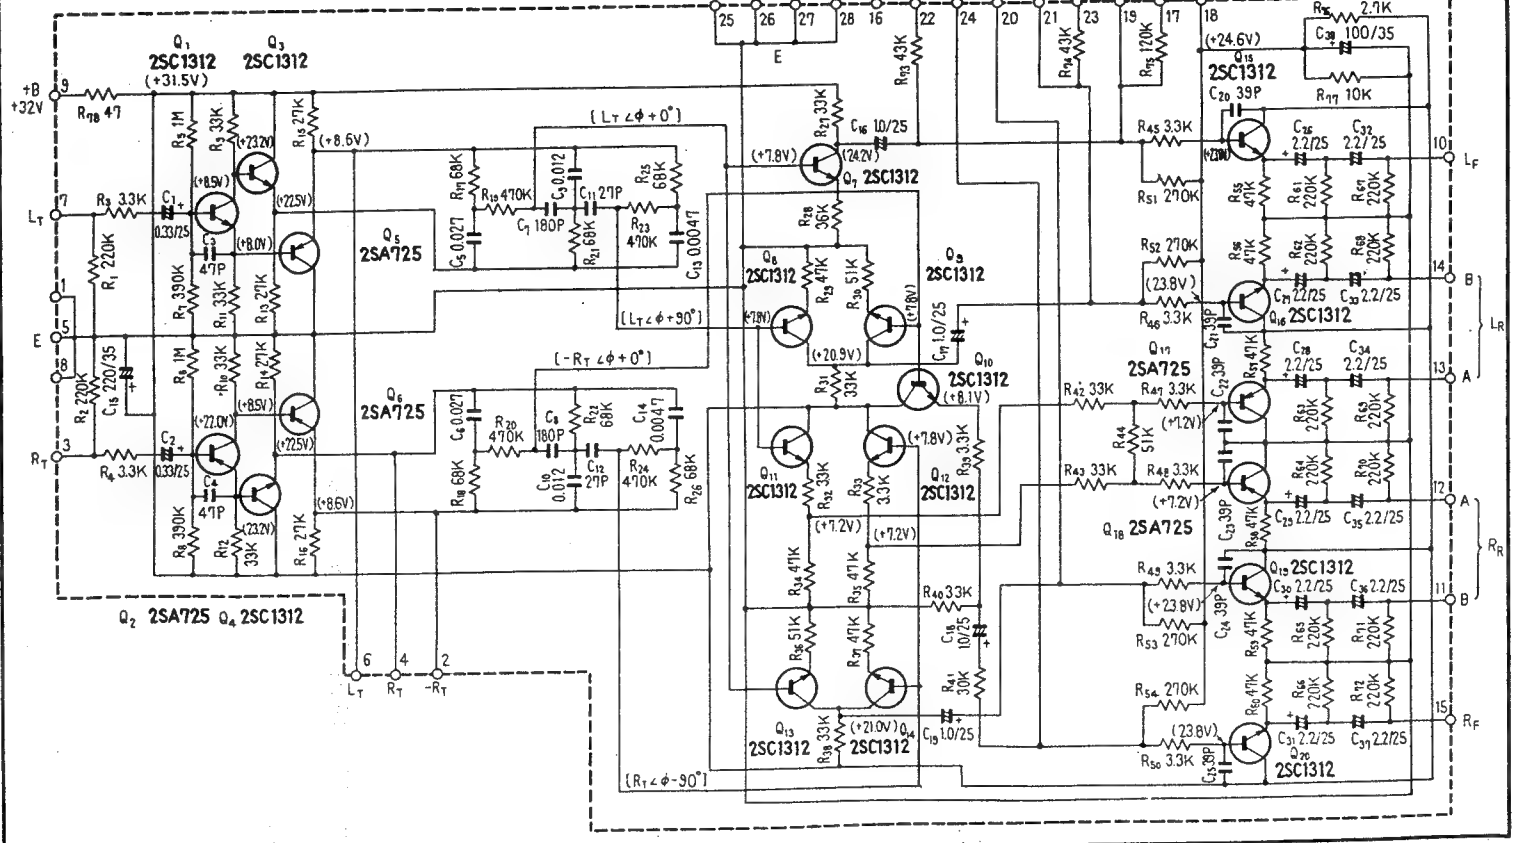 25 26 27 28 16 22 24 20 21 23 19 17 18
E
R76 2.7K
C38 100/35
+
R77 10K
(+24.6V)
R73 43K
R74 43K
R75 120K
Q1 2SC1312
(+31.5V)
Q3 2SC1312
+B +32V
9
R78 47
R5 1M
R9 33K
R15 27K
(+23.2V)
(+8.6V)
(+8.5V)
7
LT
R3 3.3K
C1 +
0.33/25
(+22.5V)
(+8.0V)
C3
47P
R1 220K
R7 390K
R11 33K
R13 27K
1
5
E
8
R2 220K
C15 220/35
+
R6 1M
R10 33K
R14 27K
(+8.5V)
(+22.0V)
(+22.5V)
3
RT
R4 3.3K
C2 +
0.33/25
C4
47P
(23.2V)
(+8.6V)
R8 390K
R12 33K
R16 27K
Q2 2SA725 Q4 2SC1312
6 4 2
LT RT -RT
Q5
2SA725
Q6
2SA725
[LT∠ϕ+0°]
R17 68K
R19 470K
C9 0.012
C11 27P
R25 68K
C5 0.027
C7 180P
R21 68K
R23 470K
C13 0.0047
[LT∠ϕ+90°]
[-RT∠ϕ+0°]
C6 0.027
R20 470K
C8 180P
R22 68K
C14 0.0047
R18 68K
C10 0.012
C12 27P
R24 470K
R26 68K
[RT∠ϕ-90°]
R27 33K
C16 1.0/25
(+7.8V)
(24.2V)
Q7 2SC1312
R28 36K
Q8
2SC1312
R29 47K
R30 51K
Q9
2SC1312
(+7.8V)
(+7.8V)
C17 1.0/25
+
(+20.9V)
R31 33K
Q10
2SC1312
(+8.1V)
Q11
2SC1312
R32 33K
R33 3.3K
(+7.8V)
Q12
2SC1312
R39 3.3K
(+7.2V)
(+7.2V)
R34 47K
R35 47K
R40 33K
C18 10/25
+
R36 51K
R37 47K
R41 30K
Q13
2SC1312
R38 33K
(+21.0V) Q14
2SC1312
C19 1.0/25
+
Q15
2SC1312
C20 39P
R45 3.3K
R51 270K
R55 47K
C26 2.2/25
+
C32 2.2/25
R61 220K
R67 220K
10
LF
R52 270K
(23.8V)
R46 3.3K
C21 39P
Q16 2SC1312
R56 47K
R62 220K
R68 220K
C27 2.2/25
+
C33 2.2/25
14
B
LR
Q17
2SA725
C22 39P
R57 47K
C28 2.2/25
+
C34 2.2/25
13
A
R42 33K
R47 3.3K
(+7.2V)
R44 51K
R63 220K
R69 220K
R43 33K
R48 3.3K
(+7.2V)
R64 220K
R70 220K
12
A
Q18 2SA725
C23 39P
R58 47K
C29 2.2/25
+
C35 2.2/25
RR
R49 3.3K
(+23.8V)
R53 270K
C24 39P
Q19 2SC1312
C30 2.2/25
+
C36 2.2/25
11
B
R59 47K
R65 220K
R71 220K
R54 270K
R60 47K
R66 220K
R72 220K
15
RF
(23.8V)
R50 3.3K
C25 39P
C31 2.2/25
+
C37 2.2/25
Q20
2SC1312